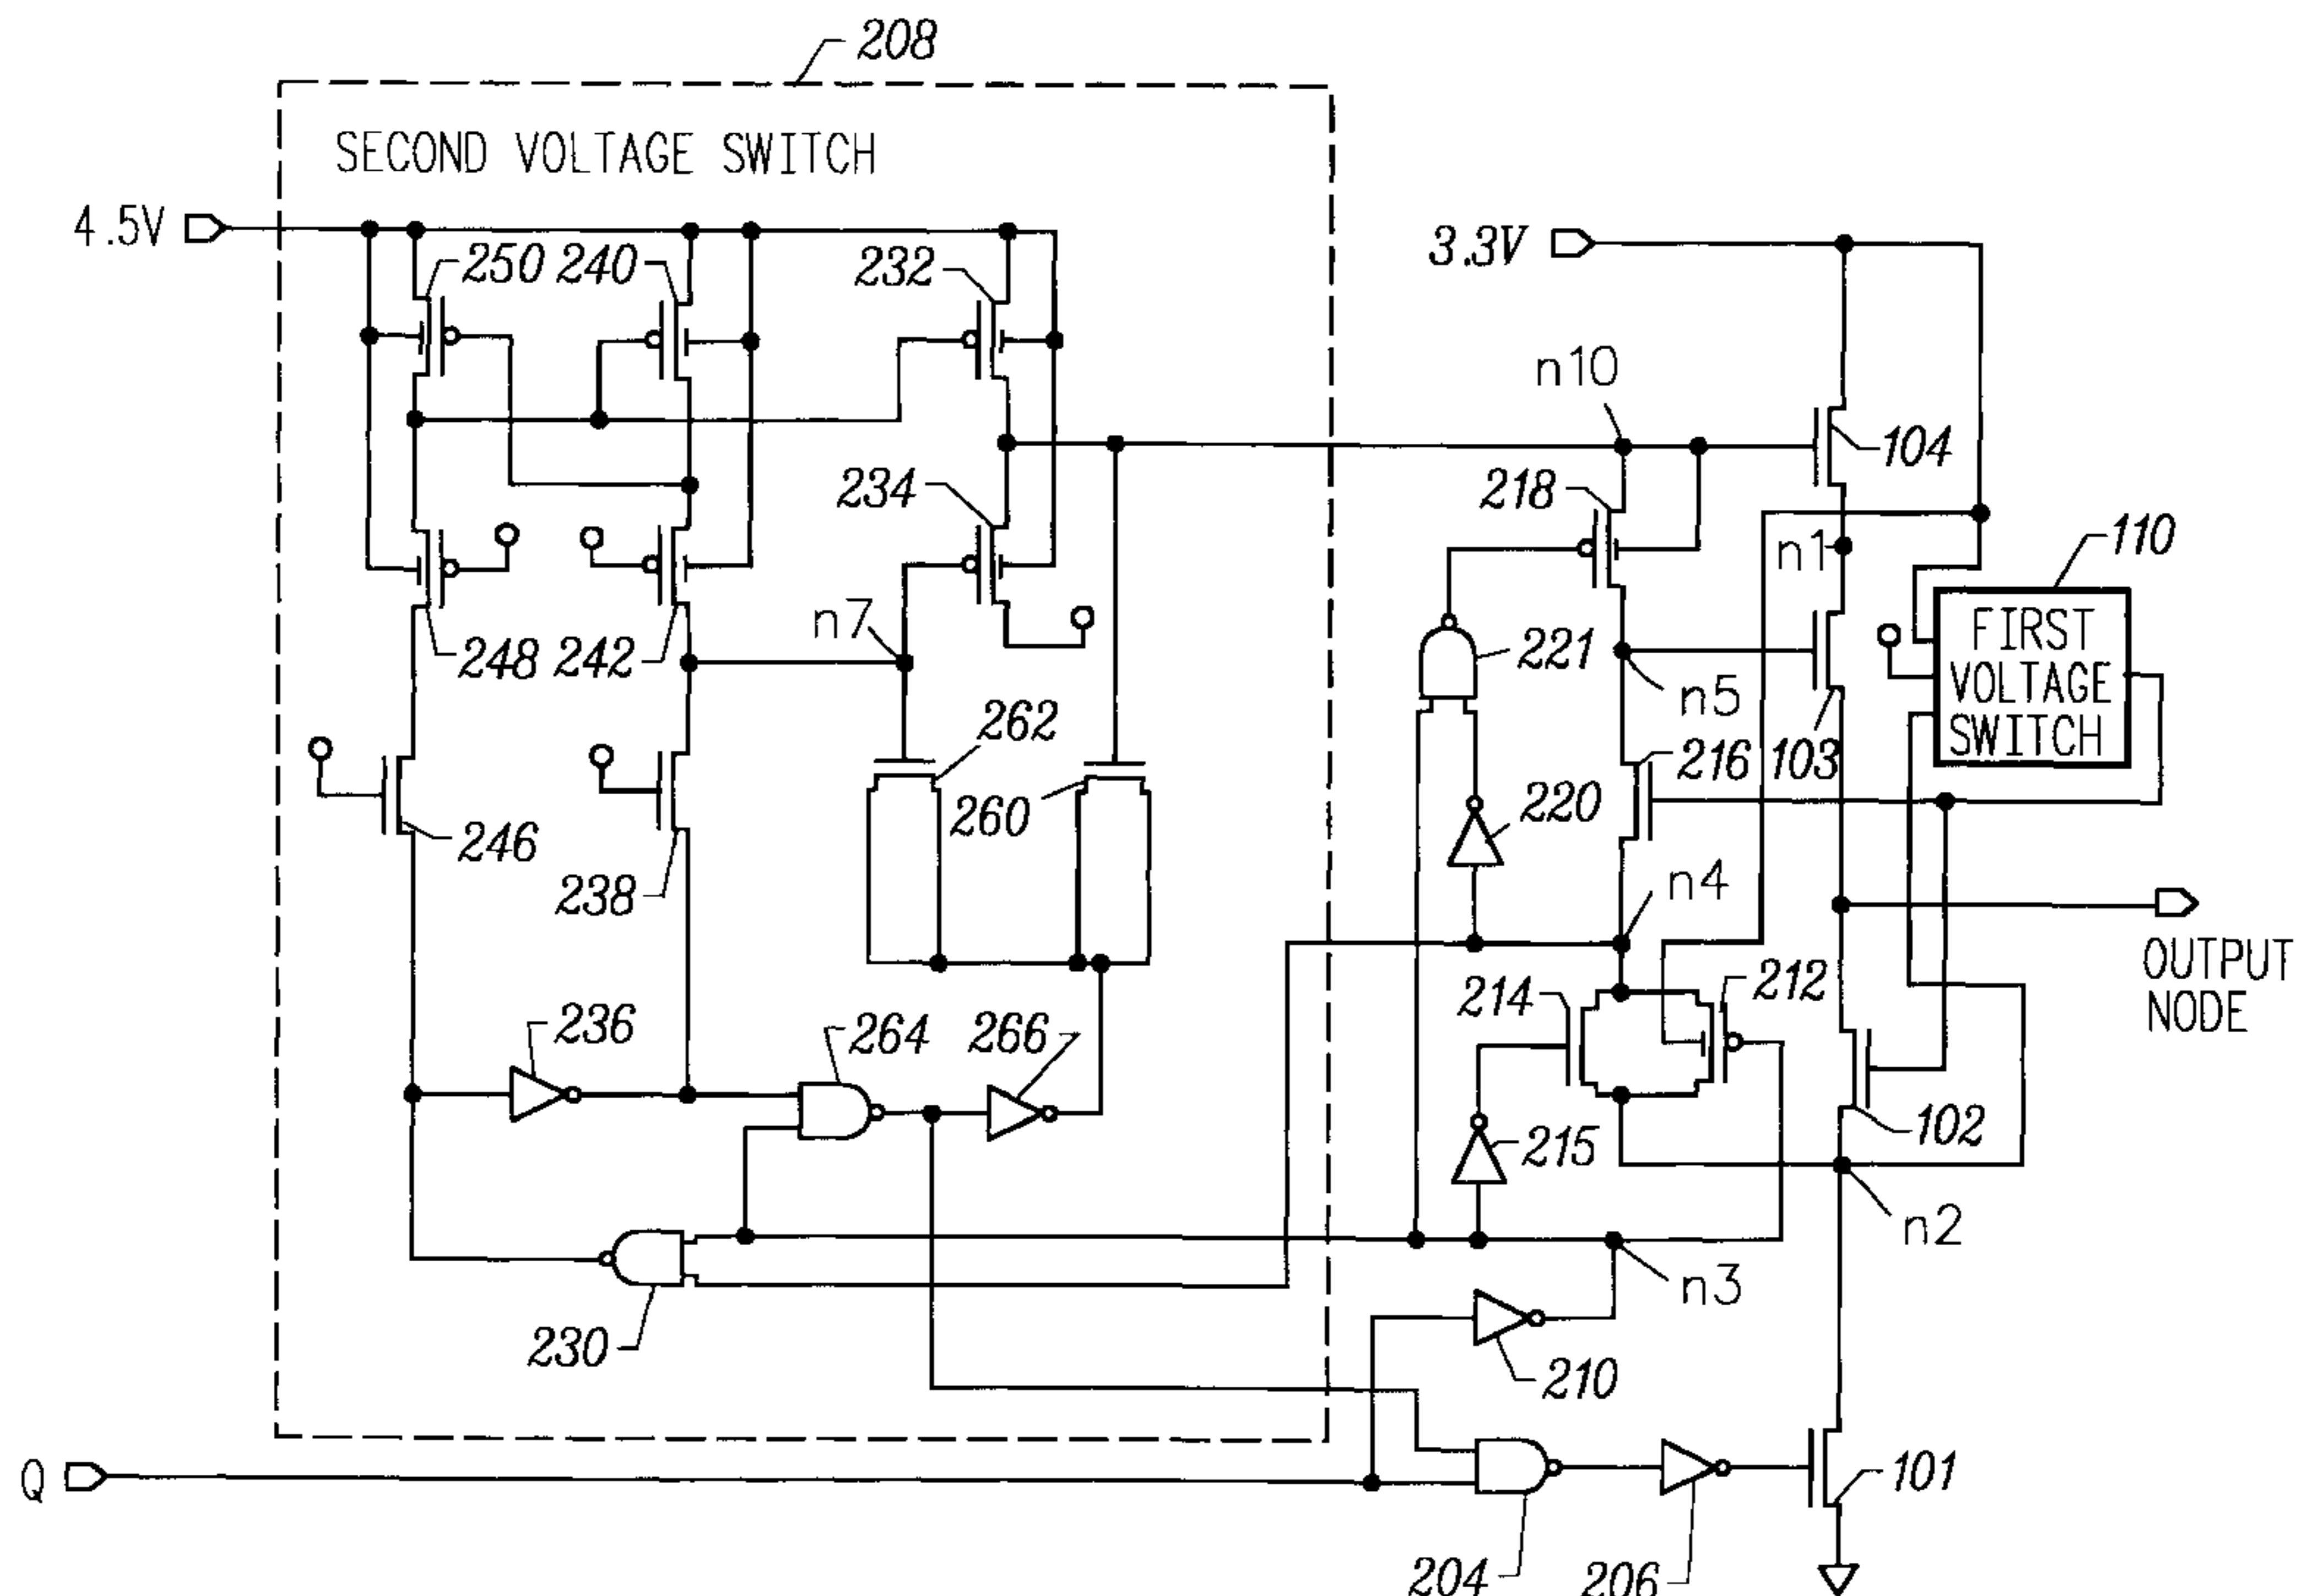 208
SECOND VOLTAGE SWITCH
4.5V
3.3V
250 240
232
n10
104
234
218
n1
110
n7
248 242
221
FIRST
VOLTAGE
SWITCH
n5
262
216 103
260
220
246
238
n4
OUTPUT
NODE
214
212
236
264
266
215
102
n2
n3
230
210
Q
101
204
206